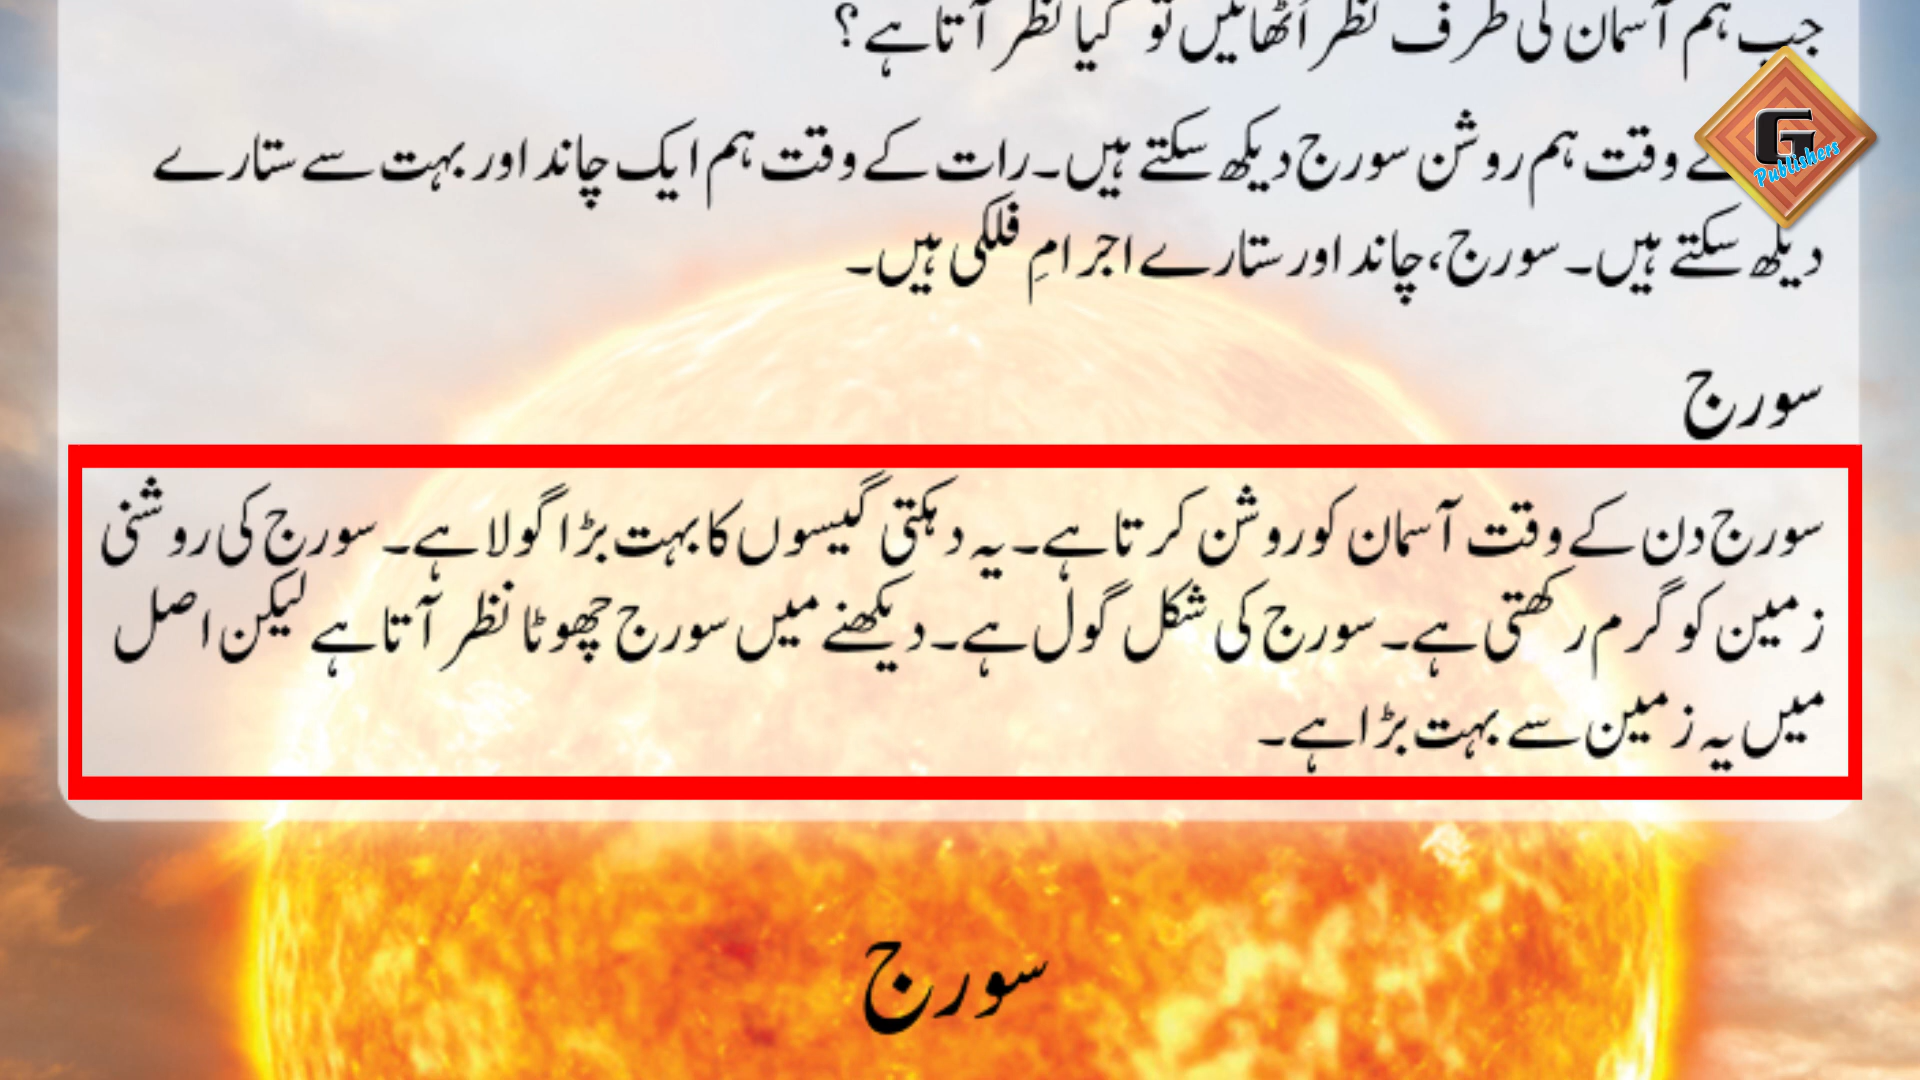 جب ہم آسمان کی طرف نظر اُٹھائیں تو کیا نظر آتا ہے؟
کے وقت ہم روشن سورج دیکھ سکتے ہیں۔ رات کے وقت ہم ایک چاند اور بہت سے ستارے
دیکھ سکتے ہیں۔ سورج، چاند اور ستارے اجرامِ فلکی ہیں۔
سورج
سورج دن کے وقت آسمان کو روشن کرتا ہے۔ یہ دہکتی گیسوں کا بہت بڑا گولا ہے۔ سورج کی روشنی
زمین کو گرم رکھتی ہے۔ سورج کی شکل گول ہے۔ دیکھنے میں سورج چھوٹا نظر آتا ہے لیکن اصل
میں یہ زمین سے بہت بڑا ہے۔
سورج
G
Publishers